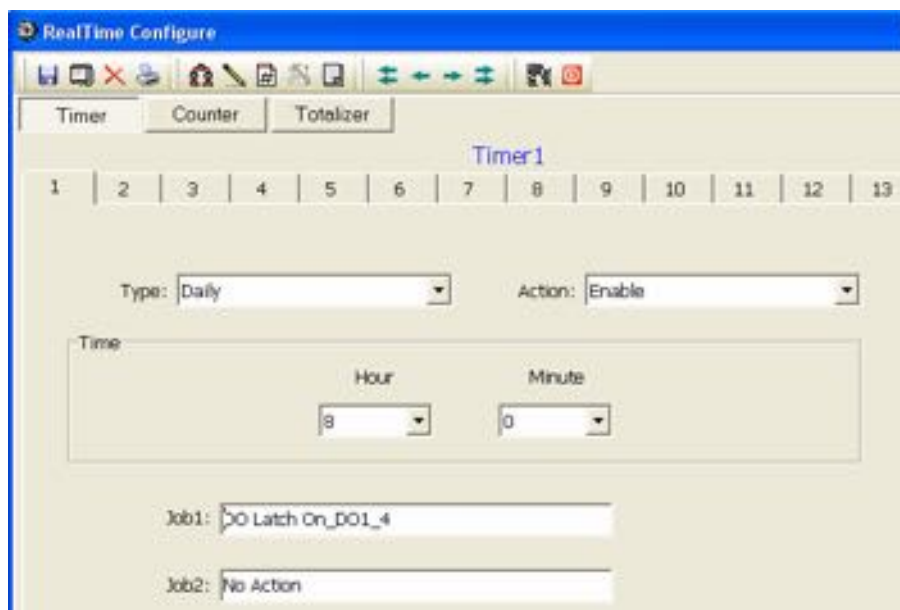 RealTime Configure
Timer Counter Totalizer
Timer1
1 2 3 4 5 6 7 8 9 10 11 12 13
Type: Daily Action: Enable
Time
Hour Minute
8 0
Job1: DO Latch On_DO1_4
Job2: No Action